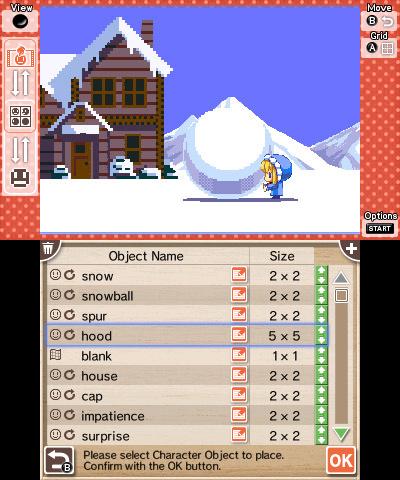 View
Move
B
Grid
A
Options
START
Object Name Size
snow 2 × 2
snowball 2 × 2
spur 2 × 2
hood 5 × 5
blank 1 × 1
house 2 × 2
cap 2 × 2
impatience 2 × 2
surprise 2 × 2
Please select Character Object to place.
Confirm with the OK button.
B
OK